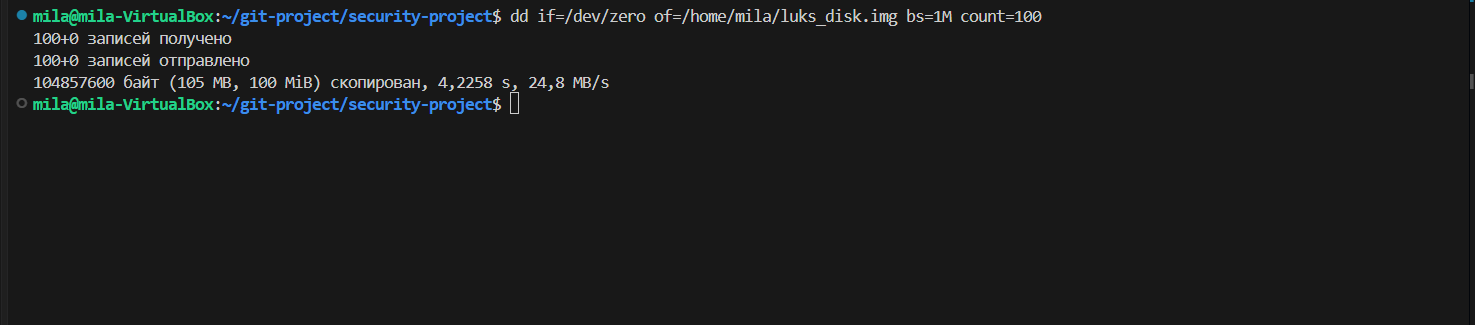 mila@mila-VirtualBox:~/git-project/security-project$ dd if=/dev/zero of=/home/mila/luks_disk.img bs=1M count=100
100+0 записей получено
100+0 записей отправлено
104857600 байт (105 MB, 100 MiB) скопирован, 4,2258 s, 24,8 MB/s
mila@mila-VirtualBox:~/git-project/security-project$